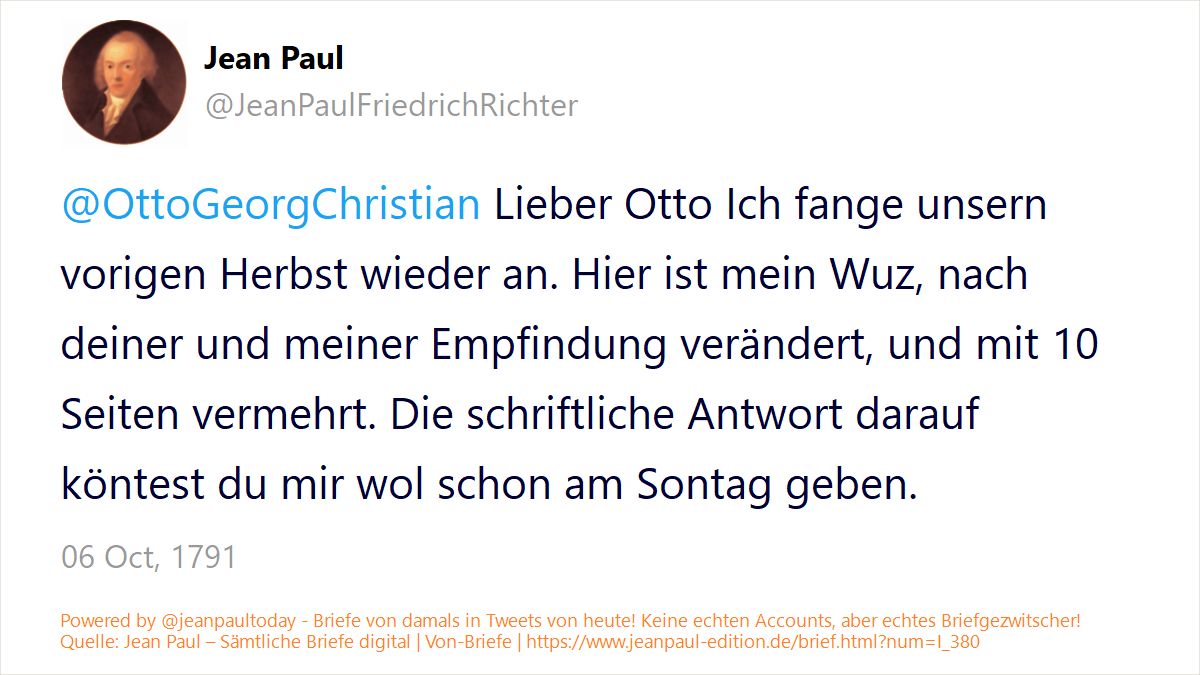 Jean Paul
@JeanPaulFriedrichRichter
@OttoGeorgChristian Lieber Otto Ich fange unsern
vorigen Herbst wieder an. Hier ist mein Wuz, nach
deiner und meiner Empfindung verändert, und mit 10
Seiten vermehrt. Die schriftliche Antwort darauf
köntest du mir wol schon am Sontag geben.
06 Oct, 1791
Powered by @jeanpaultoday - Briefe von damals in Tweets von heute! Keine echten Accounts, aber echtes Briefgezwitscher!
Quelle: Jean Paul – Sämtliche Briefe digital | Von-Briefe | https://www.jeanpaul-edition.de/brief.html?num=I_380